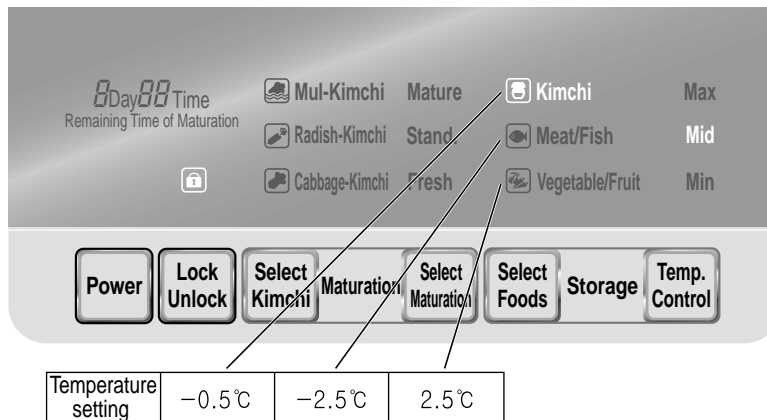 8Day88 Time
Remaining Time of Maturation
Mul-Kimchi Mature Kimchi Max
Radish-Kimchi Stand. Meat/Fish Mid
Cabbage-Kimchi Fresh Vegetable/Fruit Min
Power
Lock
Unlock
Select
Kimchi
Maturation
Select
Maturation
Select
Foods
Storage
Temp.
Control
Temperature
setting
−0.5℃ −2.5℃ 2.5℃